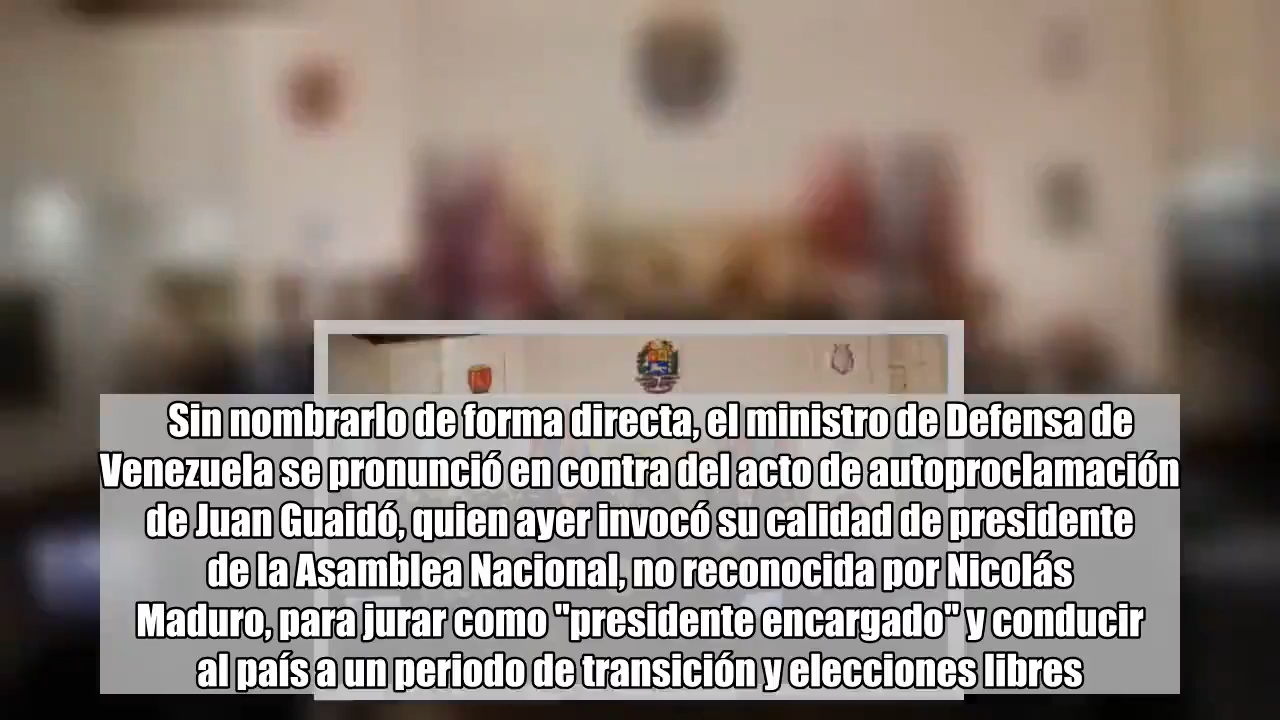 Sin nombrarlo de forma directa, el ministro de Defensa de
Venezuela se pronunció en contra del acto de autoproclamación
de Juan Guaidó, quien ayer invocó su calidad de presidente
de la Asamblea Nacional, no reconocida por Nicolás
Maduro, para jurar como "presidente encargado" y conducir
al país a un periodo de transición y elecciones libres